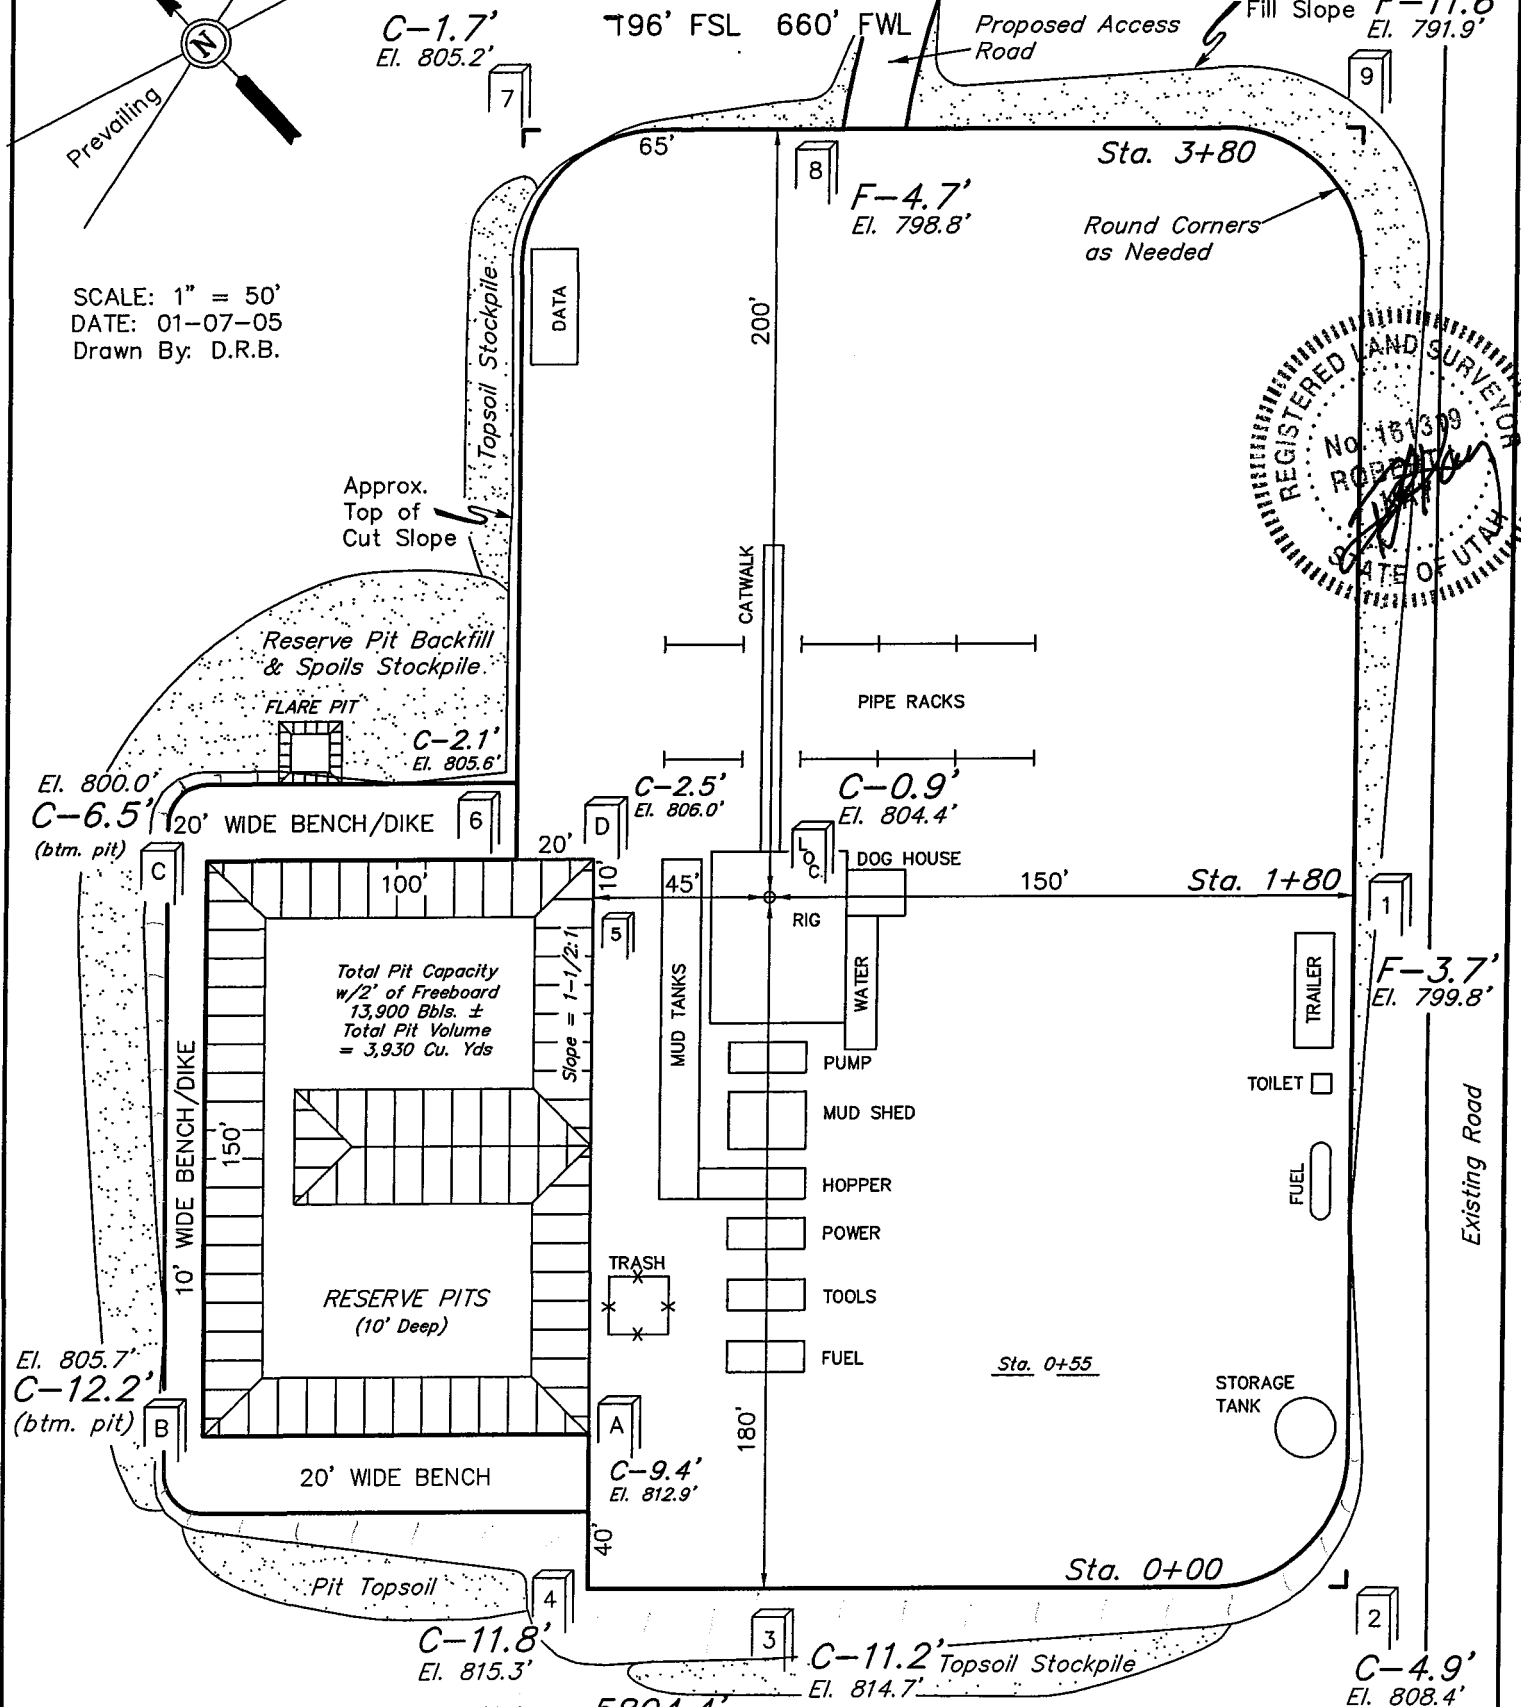 C-1.7'
El. 805.2'
796' FSL 660' FWL
Proposed Access
Road
Fill Slope
F-11.6'
El. 791.9'
N
Prevailing
7
9
65'
8
Sta. 3+80
F-4.7'
El. 798.8'
Round Corners
as Needed
SCALE: 1" = 50'
DATE: 01-07-05
Drawn By: D.R.B.
Topsoil Stockpile
DATA
200'
REGISTERED LAND SURVEYOR
No. 161319
STATE OF UTAH
Approx.
Top of
Cut Slope
CATWALK
Reserve Pit Backfill
& Spoils Stockpile
FLARE PIT
PIPE RACKS
C-2.1'
El. 805.6'
El. 800.0'
C-6.5'
(btm. pit)
C-2.5'
El. 806.0'
C-0.9'
El. 804.4'
20' WIDE BENCH/DIKE
6
D
LOC.
C
20'
10'
DOG HOUSE
100'
45'
150'
Sta. 1+80
1
5
RIG
F-3.7'
El. 799.8'
Total Pit Capacity
w/2' of Freeboard
13,900 Bbls. ±
Total Pit Volume
= 3,930 Cu. Yds
Slope = 1-1/2:1
MUD TANKS
WATER
TRAILER
PUMP
TOILET
MUD SHED
10' WIDE BENCH/DIKE
150'
HOPPER
FUEL
Existing Road
POWER
TRASH
TOOLS
RESERVE PITS
(10' Deep)
FUEL
Sta. 0+55
El. 805.7'
C-12.2'
(btm. pit)
B
A
STORAGE
TANK
180'
20' WIDE BENCH
C-9.4'
El. 812.9'
40'
Sta. 0+00
Pit Topsoil
4
3
2
C-11.8'
El. 815.3'
C-11.2'
El. 814.7'
Topsoil Stockpile
C-4.9'
El. 808.4'